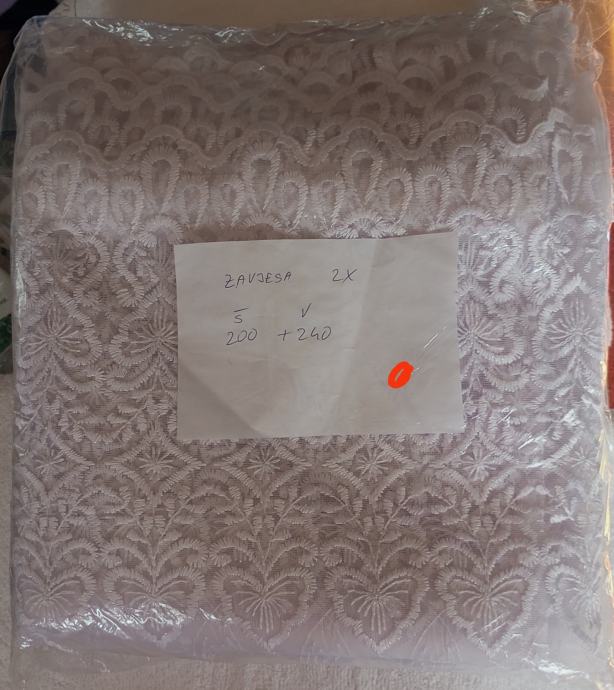 ZAVJESA 2X
Š V
200 + 240